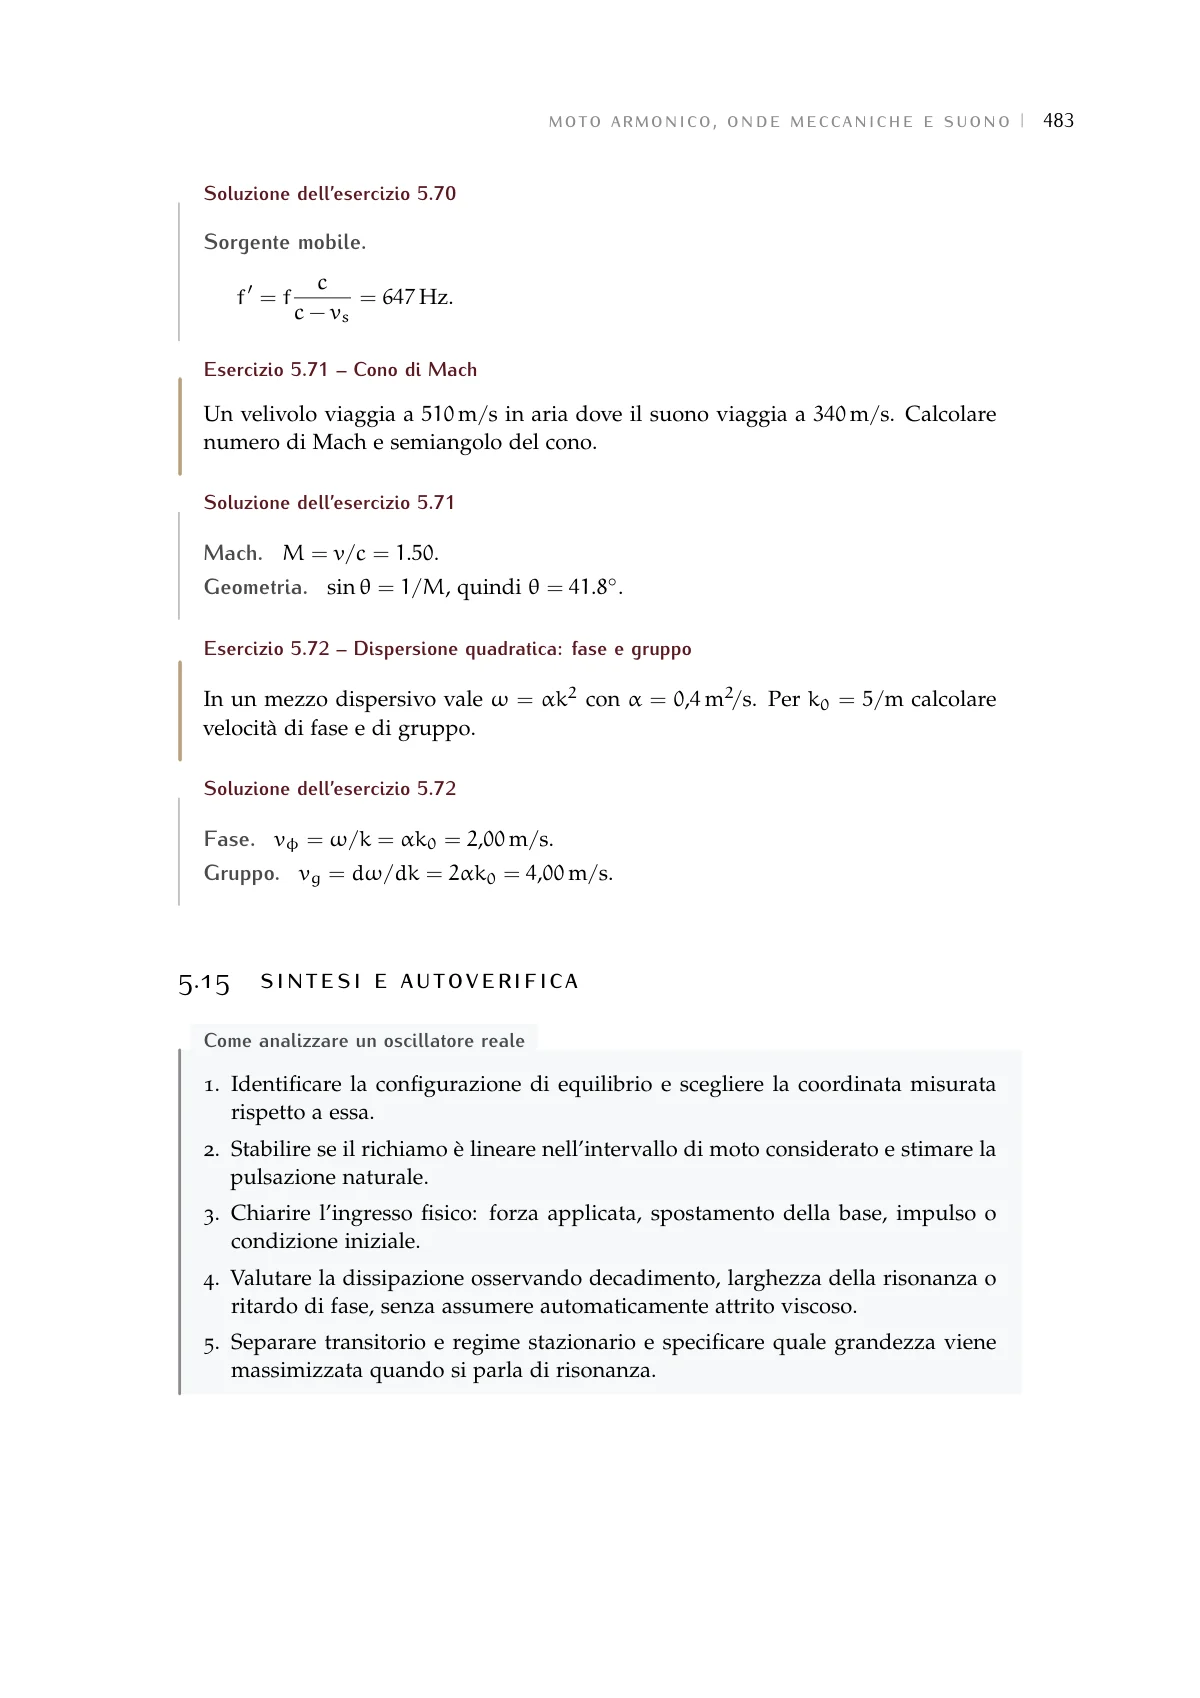 MOTO ARMONICO, ONDE MECCANICHE E SUONO | 483
Soluzione dell'esercizio 5.70
Sorgente mobile.
f′ = f c/(c − vₛ) = 647 Hz.
Esercizio 5.71 – Cono di Mach
Un velivolo viaggia a 510 m/s in aria dove il suono viaggia a 340 m/s. Calcolare
numero di Mach e semiangolo del cono.
Soluzione dell'esercizio 5.71
Mach. M = v/c = 1.50.
Geometria. sin θ = 1/M, quindi θ = 41.8°.
Esercizio 5.72 – Dispersione quadratica: fase e gruppo
In un mezzo dispersivo vale ω = αk² con α = 0,4 m²/s. Per k₀ = 5/m calcolare
velocità di fase e di gruppo.
Soluzione dell'esercizio 5.72
Fase. v_ϕ = ω/k = αk₀ = 2,00 m/s.
Gruppo. v_g = dω/dk = 2αk₀ = 4,00 m/s.
5.15 SINTESI E AUTOVERIFICA
Come analizzare un oscillatore reale
1. Identificare la configurazione di equilibrio e scegliere la coordinata misurata
rispetto a essa.
2. Stabilire se il richiamo è lineare nell'intervallo di moto considerato e stimare la
pulsazione naturale.
3. Chiarire l'ingresso fisico: forza applicata, spostamento della base, impulso o
condizione iniziale.
4. Valutare la dissipazione osservando decadimento, larghezza della risonanza o
ritardo di fase, senza assumere automaticamente attrito viscoso.
5. Separare transitorio e regime stazionario e specificare quale grandezza viene
massimizzata quando si parla di risonanza.